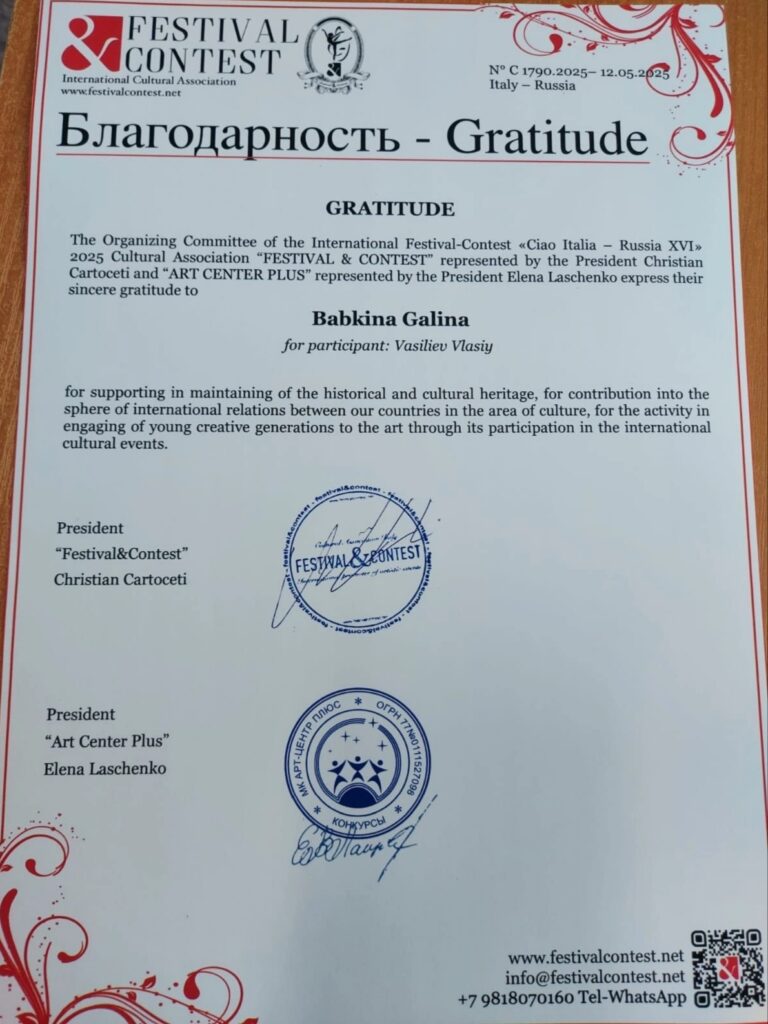 FESTIVAL
& CONTEST
International Cultural Association
www.festivalcontest.net
N° C 1790.2025– 12.05.2025
Italy – Russia
Благодарность - Gratitude
GRATITUDE
The Organizing Committee of the International Festival-Contest «Ciao Italia – Russia XVI»
2025 Cultural Association “FESTIVAL & CONTEST” represented by the President Christian
Cartoceti and “ART CENTER PLUS” represented by the President Elena Laschenko express their
sincere gratitude to
Babkina Galina
for participant: Vasiliev Vlasiy
for supporting in maintaining of the historical and cultural heritage, for contribution into the
sphere of international relations between our countries in the area of culture, for the activity in
engaging of young creative generations to the art through its participation in the international
cultural events.
President
“Festival&Contest”
Christian Cartoceti
festival&contest - festival&contest - festival&contest
FESTIVAL&CONTEST
President
“Art Center Plus”
Elena Laschenko
МК АРТ-ЦЕНТР ПЛЮС * ОГРН 77№0111527098
* КОНКУРСЫ *
www.festivalcontest.net
info@festivalcontest.net
+7 9818070160 Tel-WhatsApp